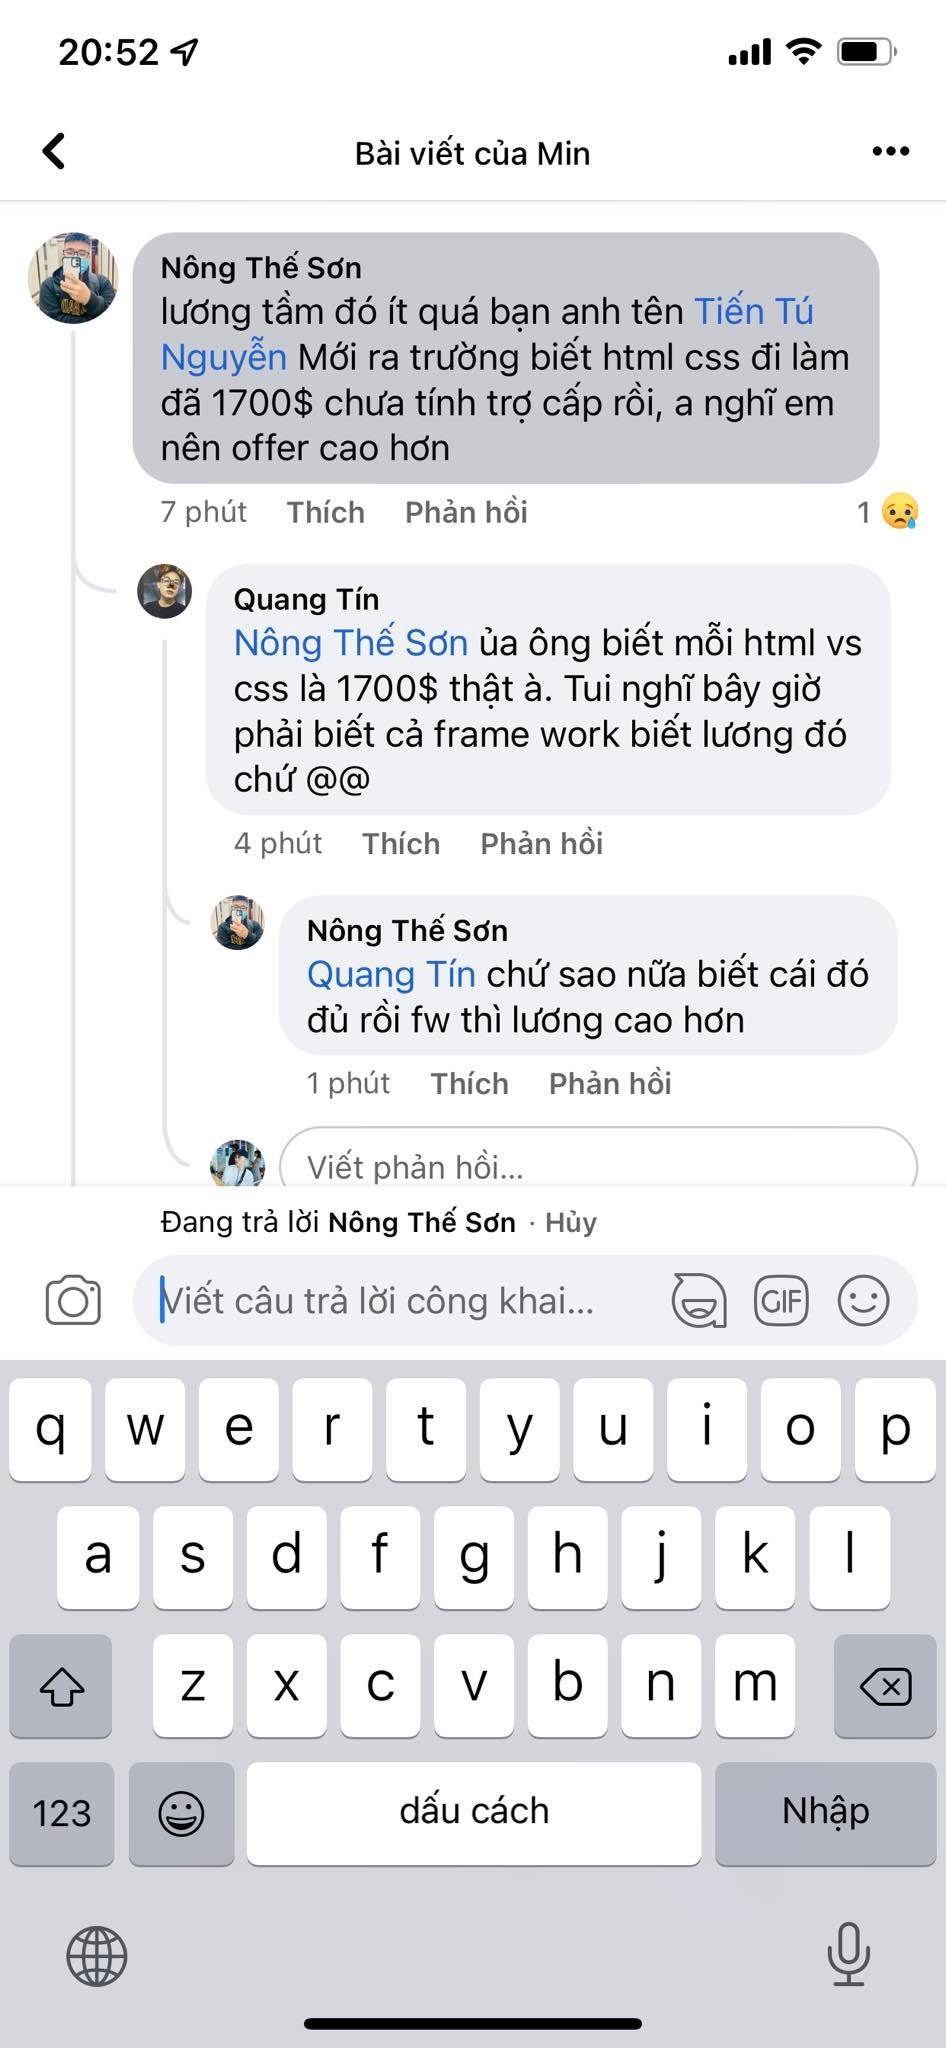 20:52
Bài viết của Min
Nông Thế Sơn
lương tầm đó ít quá bạn anh tên Tiến Tú
Nguyễn Mới ra trường biết html css đi làm
đã 1700$ chưa tính trợ cấp rồi, a nghĩ em
nên offer cao hơn
7 phút Thích Phản hồi 1
Quang Tín
Nông Thế Sơn ủa ông biết mỗi html vs
css là 1700$ thật à. Tui nghĩ bây giờ
phải biết cả frame work biết lương đó
chứ @@
4 phút Thích Phản hồi
Nông Thế Sơn
Quang Tín chứ sao nữa biết cái đó
đủ rồi fw thì lương cao hơn
1 phút Thích Phản hồi
Viết phản hồi...
Đang trả lời Nông Thế Sơn · Hủy
Viết câu trả lời công khai...
GIF
q w e r t y u i o p
a s d f g h j k l
z x c v b n m
123 dấu cách Nhập